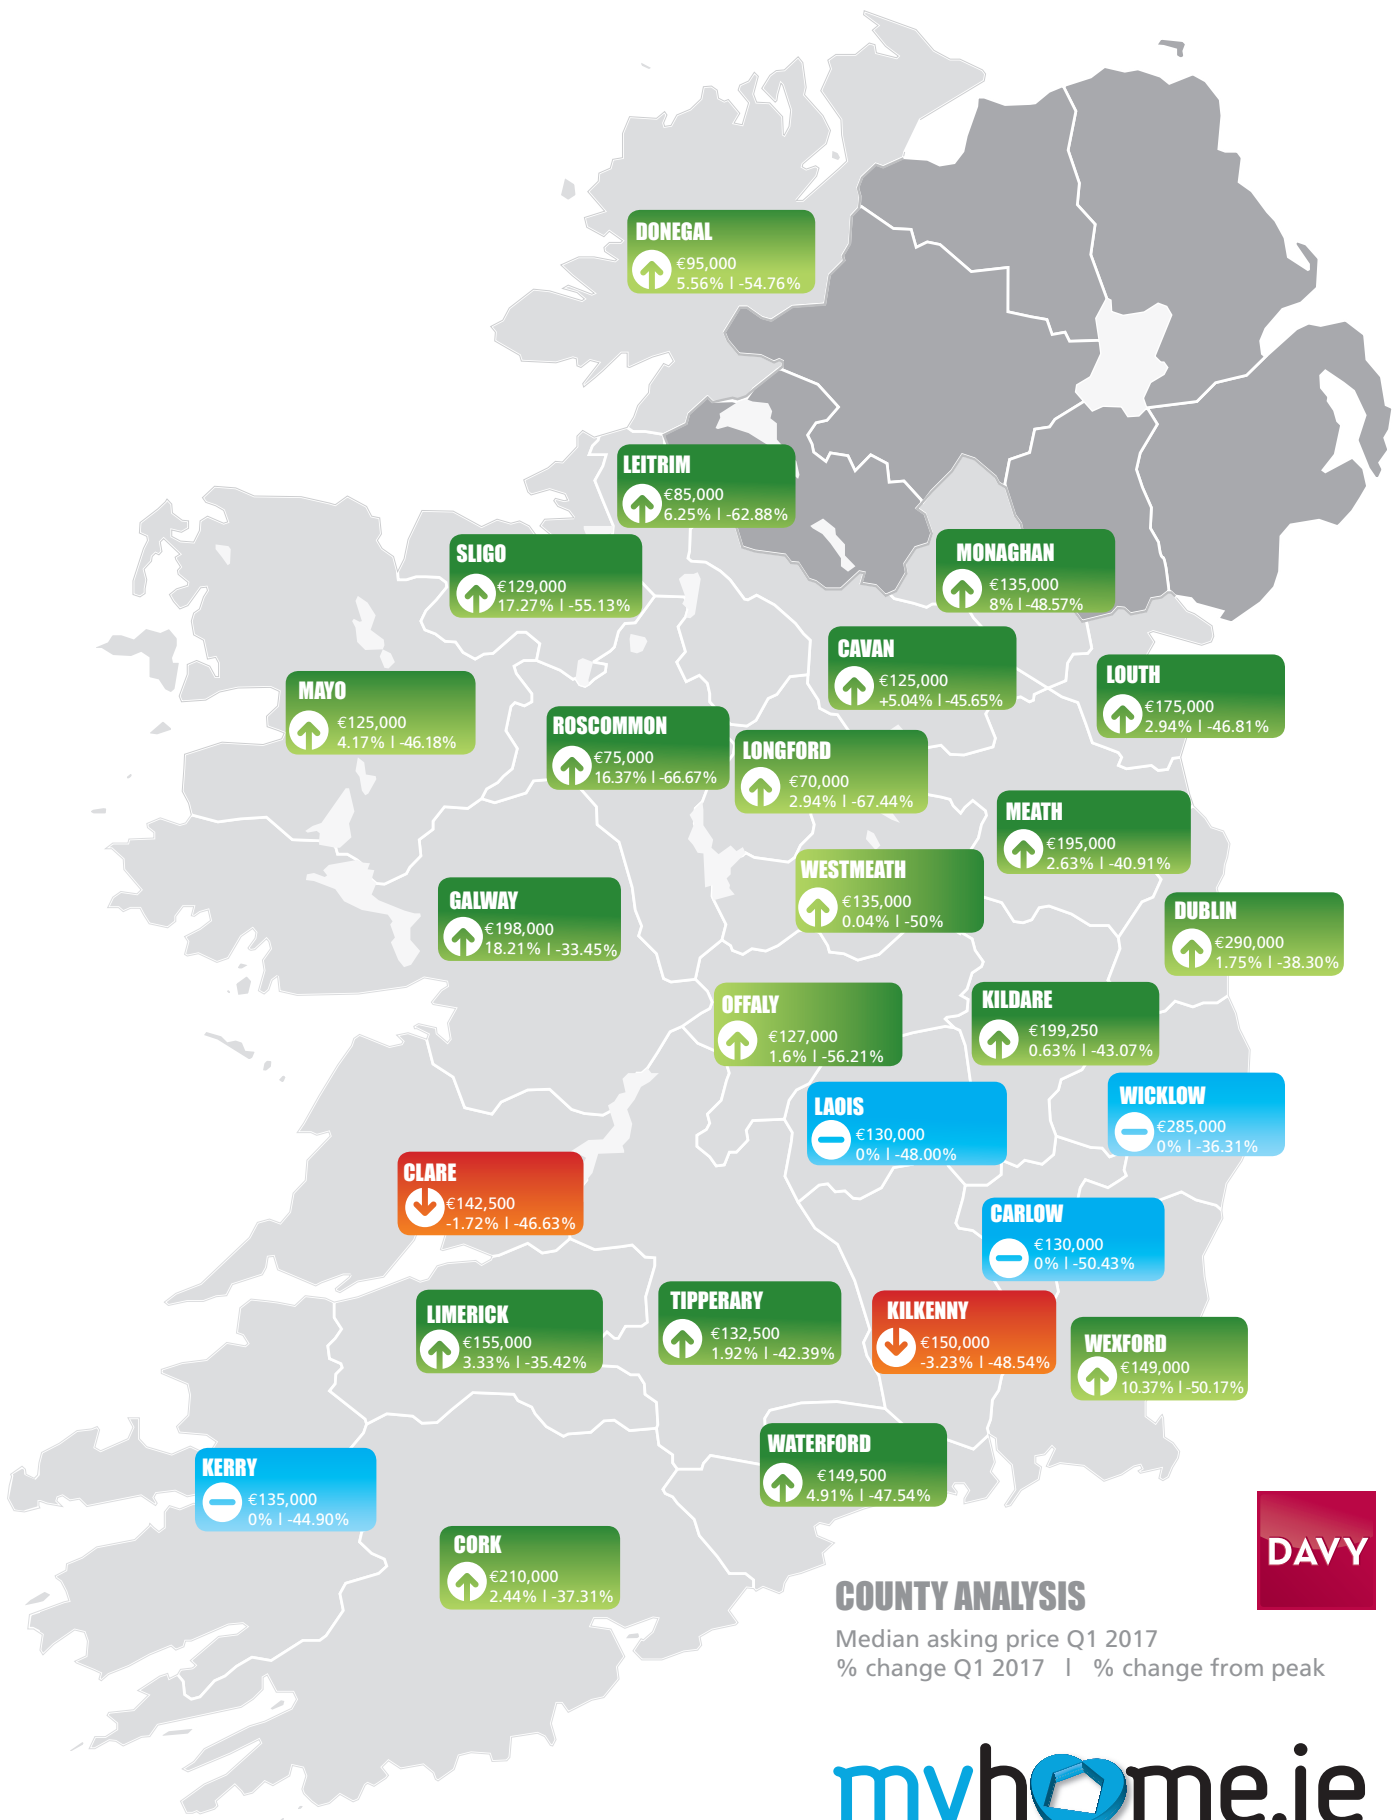 DONEGAL
€95,000
5.56% | -54.76%
LEITRIM
€85,000
6.25% | -62.88%
SLIGO
€129,000
17.27% | -55.13%
MONAGHAN
€135,000
8% | -48.57%
CAVAN
€125,000
+5.04% | -45.65%
LOUTH
€175,000
2.94% | -46.81%
MAYO
€125,000
4.17% | -46.18%
ROSCOMMON
€75,000
16.37% | -66.67%
LONGFORD
€70,000
2.94% | -67.44%
MEATH
€195,000
2.63% | -40.91%
WESTMEATH
€135,000
0.04% | -50%
GALWAY
€198,000
18.21% | -33.45%
DUBLIN
€290,000
1.75% | -38.30%
OFFALY
€127,000
1.6% | -56.21%
KILDARE
€199,250
0.63% | -43.07%
LAOIS
€130,000
0% | -48.00%
WICKLOW
€285,000
0% | -36.31%
CLARE
€142,500
-1.72% | -46.63%
CARLOW
€130,000
0% | -50.43%
LIMERICK
€155,000
3.33% | -35.42%
TIPPERARY
€132,500
1.92% | -42.39%
KILKENNY
€150,000
-3.23% | -48.54%
WEXFORD
€149,000
10.37% | -50.17%
WATERFORD
€149,500
4.91% | -47.54%
KERRY
€135,000
0% | -44.90%
CORK
€210,000
2.44% | -37.31%
DAVY
COUNTY ANALYSIS
Median asking price Q1 2017
% change Q1 2017 | % change from peak
myhome.ie